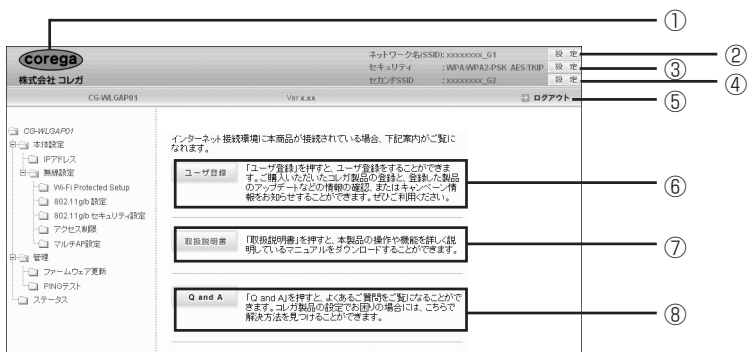 ①
corega
株式会社 コレガ
ネットワーク名(SSID): xxxxxxxx_G1 設 定 ②
セキュリティ : WPA/WPA2-PSK AES/TKIP 設 定 ③
セカンドSSID : xxxxxxxx_G2 設 定 ④
CG-WLGAP01 Ver x.xx ログアウト ⑤
CG-WLGAP01
本体設定
IPアドレス
無線設定
Wi-Fi Protected Setup
802.11g/b 設定
802.11g/b セキュリティ設定
アクセス制限
マルチAP設定
管理
ファームウェア更新
PINGテスト
ステータス
インターネット接続環境に本商品が接続されている場合、下記案内がご覧に
なれます。
ユーザ登録
「ユーザ登録」を押すと、ユーザ登録をすることができま
す。ご購入いただいたコレガ製品の登録と、登録した製品
のアップデートなどの情報の確認、またはキャンペーン情
報をお知らせすることができます。ぜひご利用ください。
⑥
取扱説明書
「取扱説明書」を押すと、本製品の操作や機能を詳しく説
明しているマニュアルをダウンロードすることができます。
⑦
Q and A
「Q and A」を押すと、よくあるご質問をご覧になることがで
きます。コレガ製品の設定でお困りの場合には、こちらで
解決方法を見つけることができます。
⑧